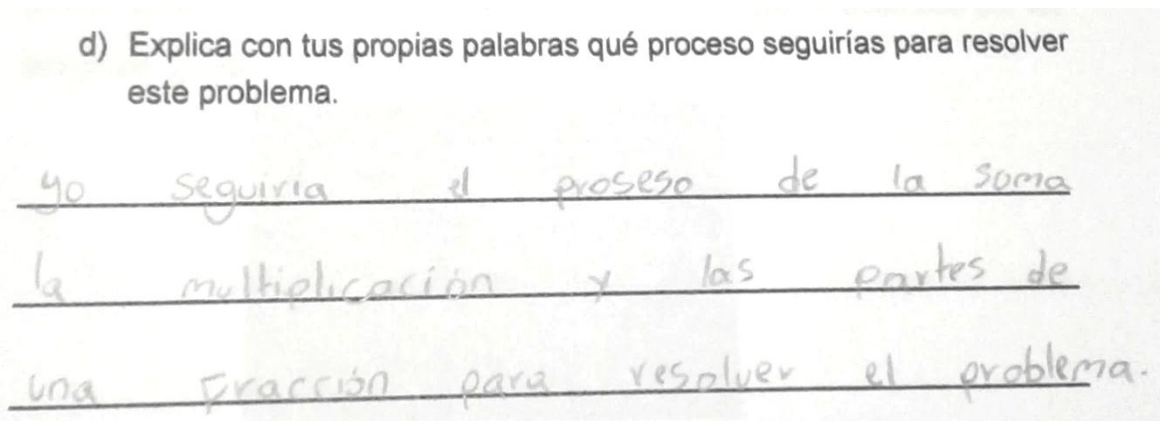 d) Explica con tus propias palabras qué proceso seguirías para resolver
este problema.
yo seguiria el proseso de la soma
la multiplicación y las partes de
una Fracción para resolver el problema.